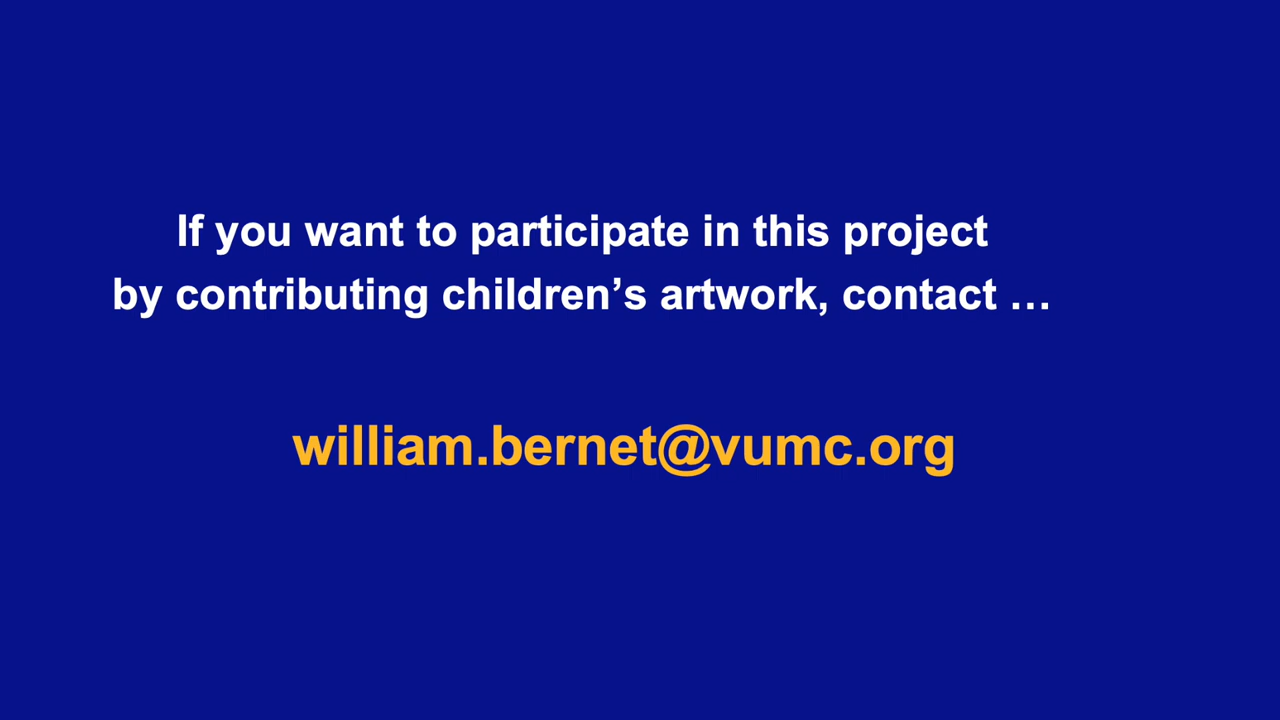 If you want to participate in this project
by contributing children’s artwork, contact …
william.bernet@vumc.org